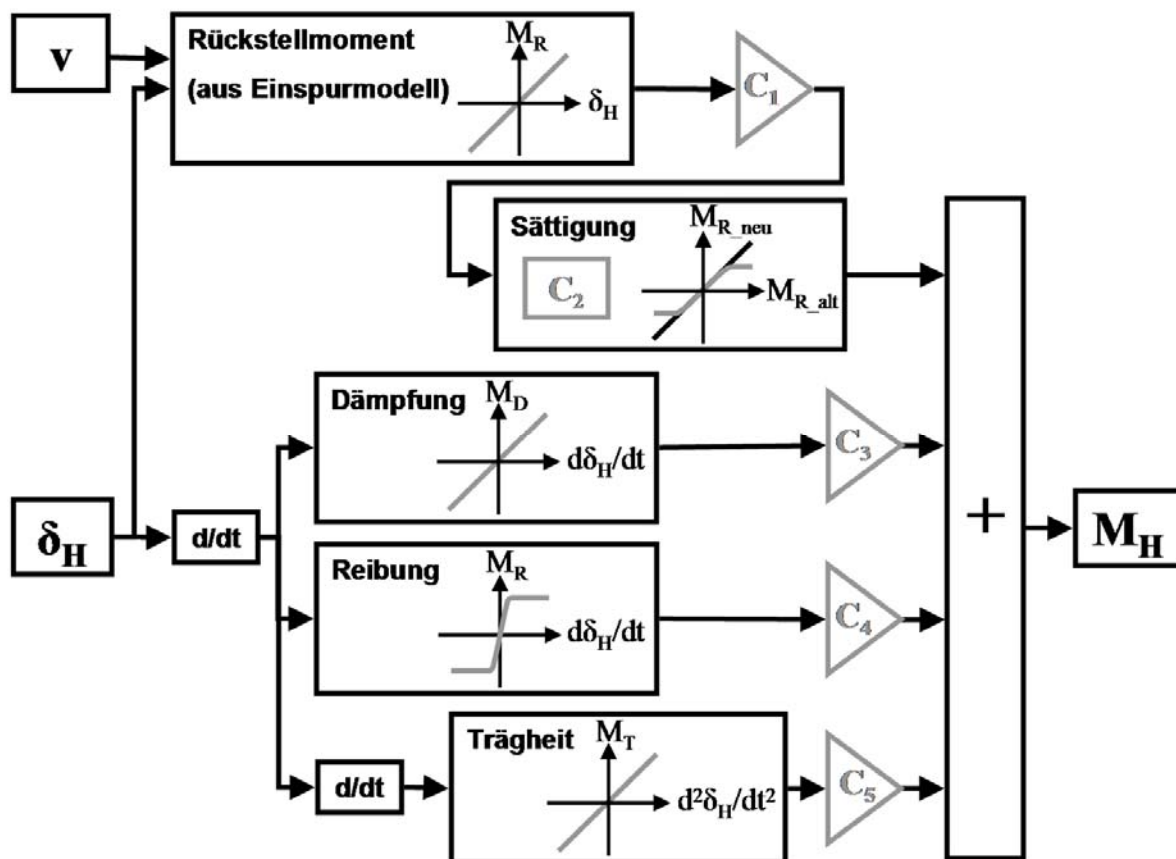 v
Rückstellmoment
(aus Einspurmodell)
M_R
δ_H
C_1
Sättigung
C_2
M_R_neu
M_R_alt
Dämpfung
M_D
dδ_H/dt
C_3
δ_H
d/dt
+
M_H
Reibung
M_R
dδ_H/dt
C_4
d/dt
Trägheit
M_T
d²δ_H/dt²
C_5